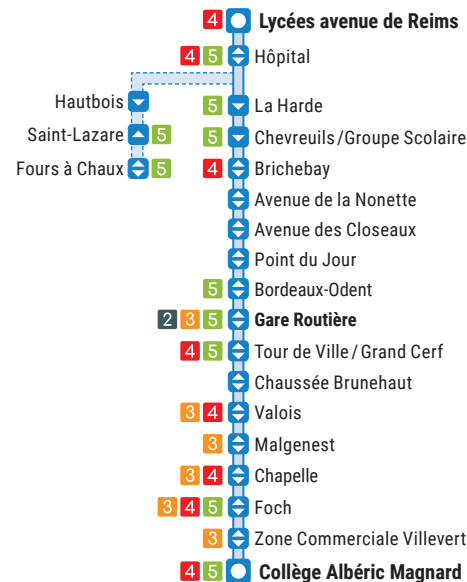 4 Lycées avenue de Reims
4 5 Hôpital
Hautbois
5 La Harde
Saint-Lazare 5
5 Chevreuils/Groupe Scolaire
Fours à Chaux 5
4 Brichebay
Avenue de la Nonette
Avenue des Closeaux
Point du Jour
5 Bordeaux-Odent
2 3 5 Gare Routière
4 5 Tour de Ville/Grand Cerf
Chaussée Brunehaut
3 4 Valois
3 Malgenest
3 4 Chapelle
3 4 5 Foch
3 Zone Commerciale Villevert
4 5 Collège Albéric Magnard